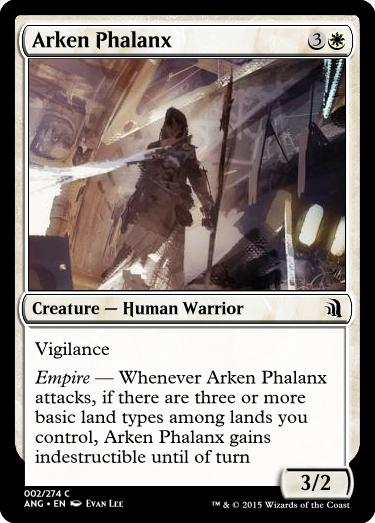 Arken Phalanx 3
Creature — Human Warrior
Vigilance
Empire — Whenever Arken Phalanx
attacks, if there are three or more
basic land types among lands you
control, Arken Phalanx gains
indestructible until of turn
3/2
002/274 C
ANG • EN Evan Lee
™ & © 2015 Wizards of the Coast